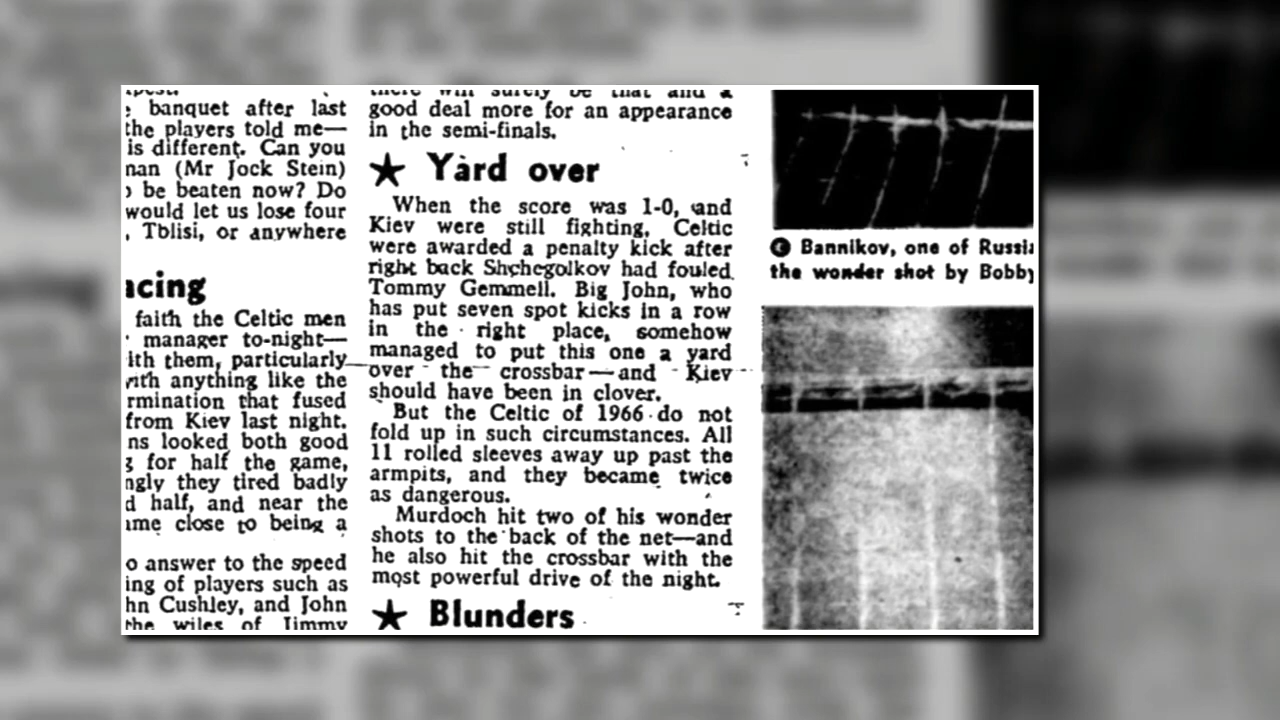 banquet after last
the players told me—
is different. Can you
(Mr Jock Stein)
be beaten now? Do
would let us lose four
, Tblisi, or anywhere
faith the Celtic men
manager to-night—
them, particularly
with anything like the
that fused
from Kiev last night.
looked both good
for half the game,
they tired badly
half, and near the
close to being a
answer to the speed
of players such as
Cushley, and John
the wiles of Jimmy
there will surely be that and a
good deal more for an appearance
in the semi-finals.
★ Yard over
When the score was 1-0, and
Kiev were still fighting, Celtic
were awarded a penalty kick after
right back Shchegolkov had fouled
Tommy Gemmell. Big John, who
has put seven spot kicks in a row
in the right place, somehow
managed to put this one a yard
over the crossbar—and Kiev
should have been in clover.
But the Celtic of 1966 do not
fold up in such circumstances. All
11 rolled sleeves away up past the
armpits, and they became twice
as dangerous.
Murdoch hit two of his wonder
shots to the back of the net—and
he also hit the crossbar with the
most powerful drive of the night.
★ Blunders
Bannikov, one of
the wonder shot by Bobby